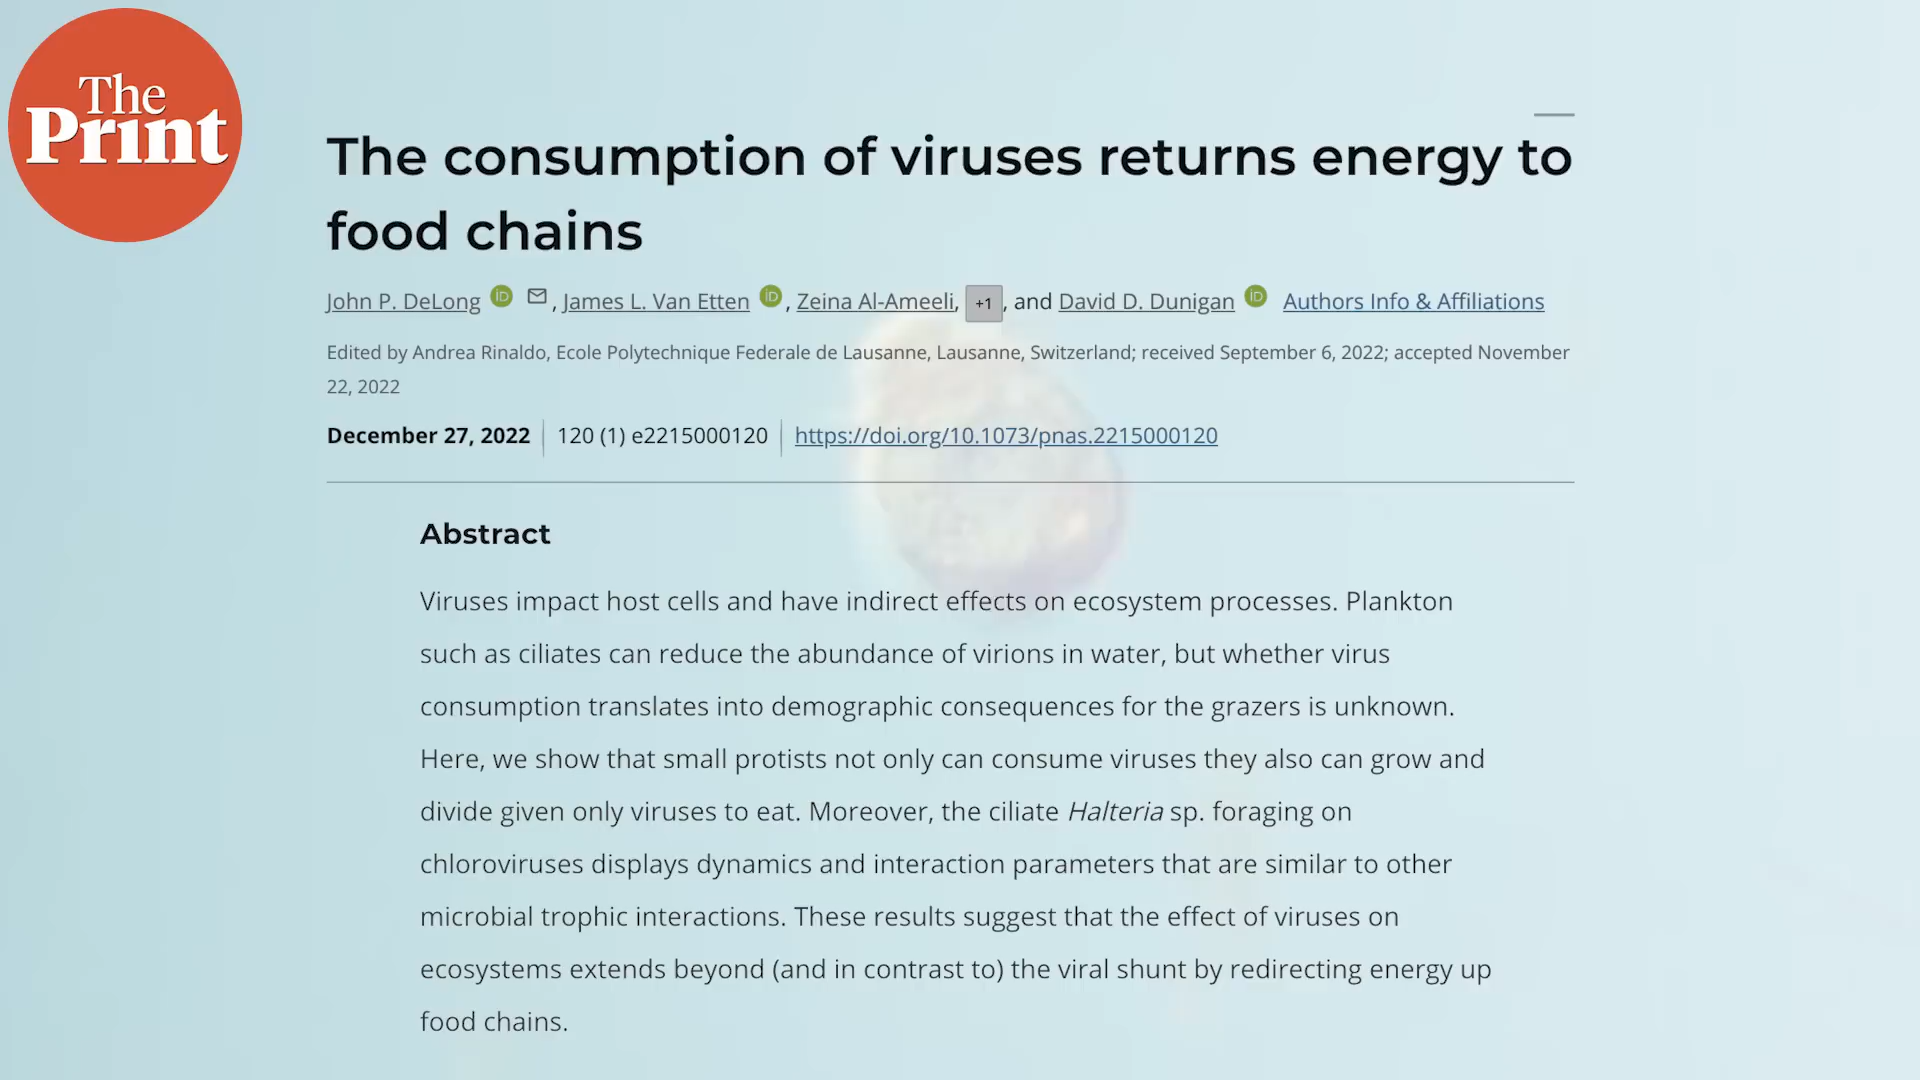 The
Print
The consumption of viruses returns energy to
food chains
John P. DeLong iD , James L. Van Etten iD , Zeina Al-Ameeli, +1 , and David D. Dunigan iD Authors Info & Affiliations
Edited by Andrea Rinaldo, Ecole Polytechnique Federale de Lausanne, Lausanne, Switzerland; received September 6, 2022; accepted November
22, 2022
December 27, 2022 120 (1) e2215000120 https://doi.org/10.1073/pnas.2215000120
Abstract
Viruses impact host cells and have indirect effects on ecosystem processes. Plankton
such as ciliates can reduce the abundance of virions in water, but whether virus
consumption translates into demographic consequences for the grazers is unknown.
Here, we show that small protists not only can consume viruses they also can grow and
divide given only viruses to eat. Moreover, the ciliate Halteria sp. foraging on
chloroviruses displays dynamics and interaction parameters that are similar to other
microbial trophic interactions. These results suggest that the effect of viruses on
ecosystems extends beyond (and in contrast to) the viral shunt by redirecting energy up
food chains.